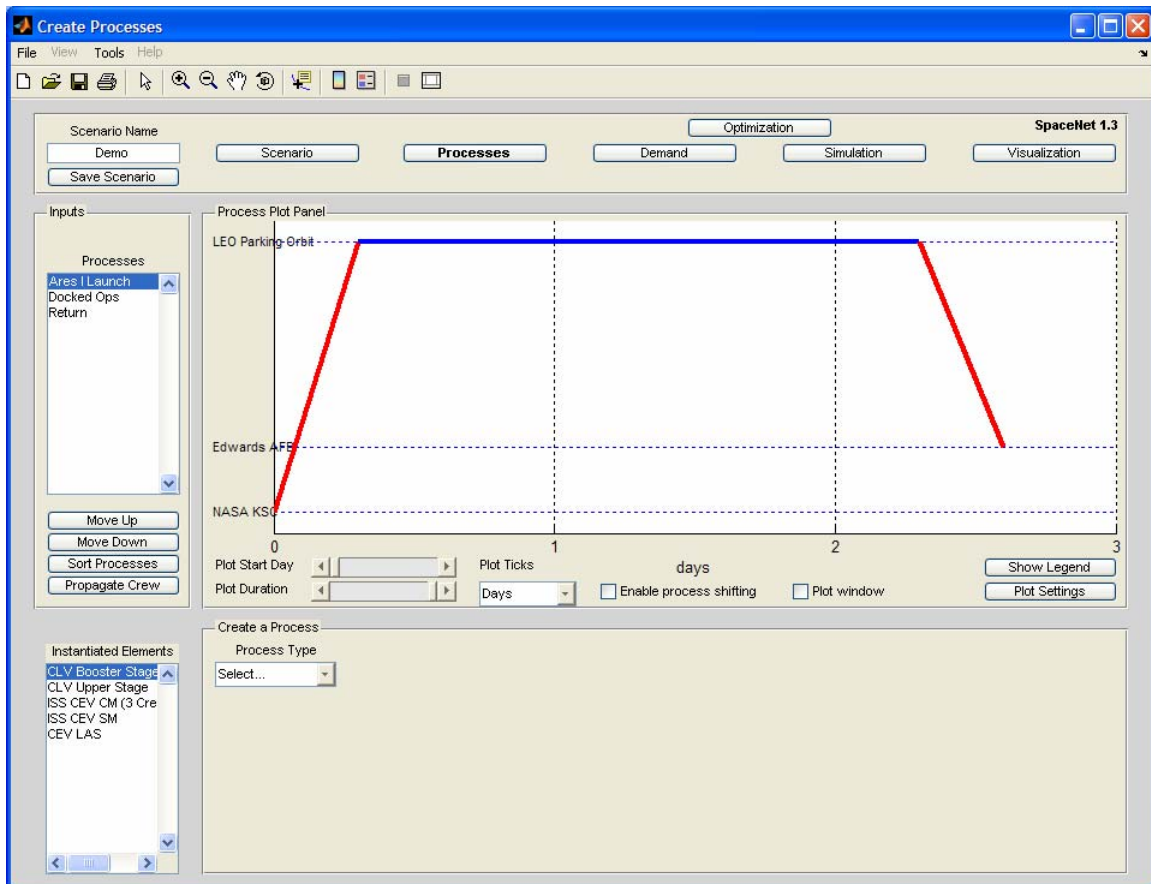 Create Processes
File View Tools Help
Scenario Name
Optimization
SpaceNet 1.3
Demo
Scenario
Processes
Demand
Simulation
Visualization
Save Scenario
Inputs
Processes
Ares I Launch
Docked Ops
Return
Move Up
Move Down
Sort Processes
Propagate Crew
Process Plot Panel
LEO Parking Orbit
Edwards AFB
NASA KSC
0 1 2 3
days
Plot Start Day
Plot Duration
Plot Ticks
Days
Enable process shifting
Plot window
Show Legend
Plot Settings
Instantiated Elements
CLV Booster Stage
CLV Upper Stage
ISS CEV CM (3 Cre
ISS CEV SM
CEV LAS
Create a Process
Process Type
Select...